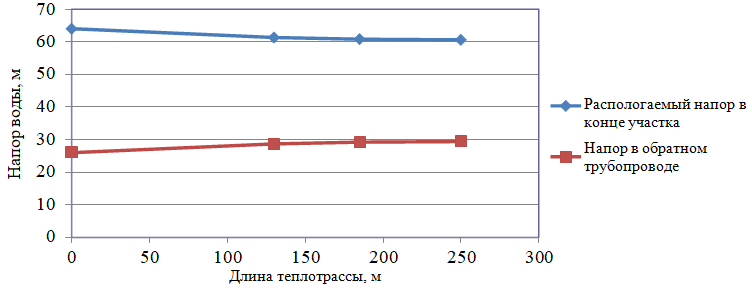 70
60
50
40
30
20
10
0
Напор воды, м
0 50 100 150 200 250 300
Длина теплотрассы, м
Распологаемый напор в
конце участка
Напор в обратном
трубопроводе